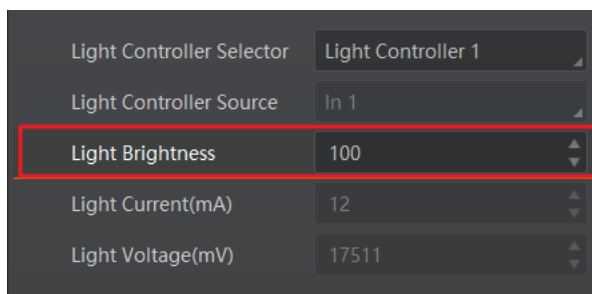 Light Controller Selector Light Controller 1
Light Controller Source In 1
Light Brightness 100
Light Current(mA) 12
Light Voltage(mV) 17511